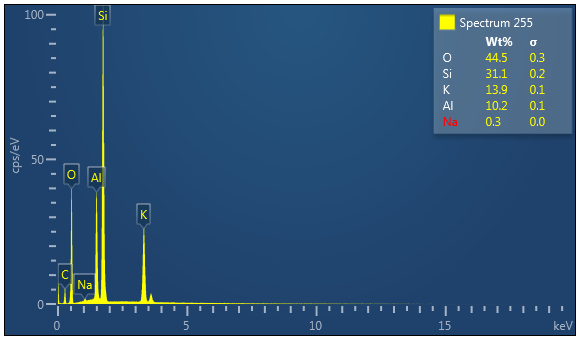 100
Si
Spectrum 255
Wt% σ
O 44.5 0.3
Si 31.1 0.2
K 13.9 0.1
Al 10.2 0.1
Na 0.3 0.0
cps/eV
50
O
Al
K
C
Na
0
0 5 10 15 keV